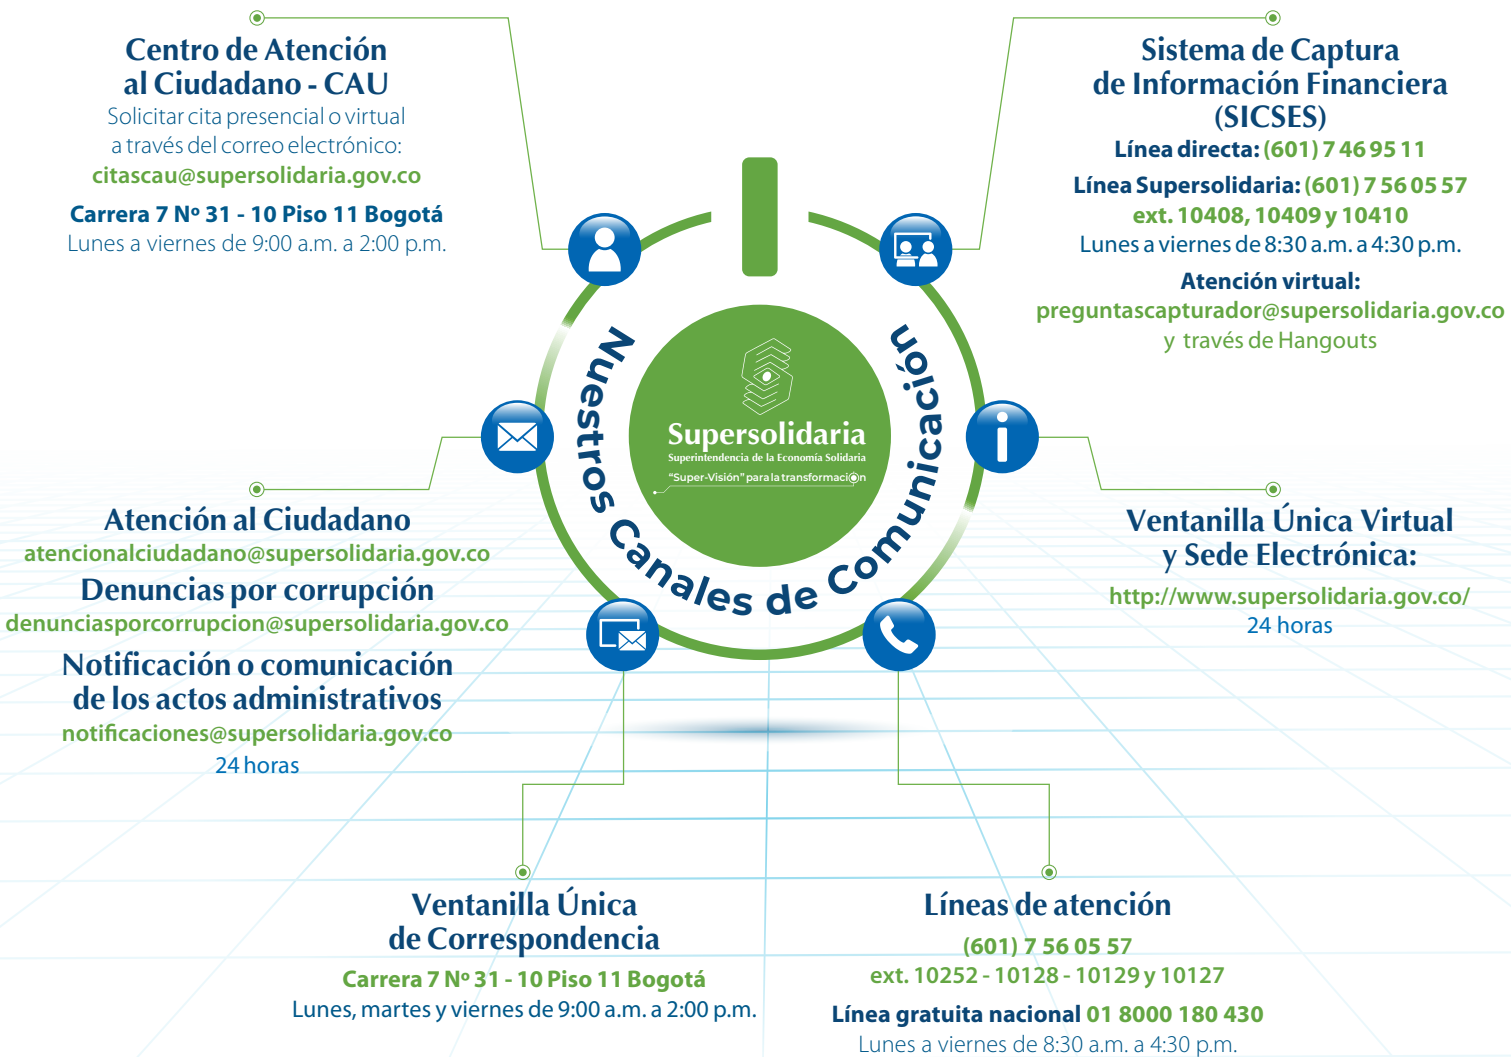 Centro de Atención
al Ciudadano - CAU
Solicitar cita presencial o virtual
a través del correo electrónico:
citascau@supersolidaria.gov.co
Carrera 7 Nº 31 - 10 Piso 11 Bogotá
Lunes a viernes de 9:00 a.m. a 2:00 p.m.
Sistema de Captura
de Información Financiera
(SICSES)
Línea directa: (601) 7 46 95 11
Línea Supersolidaria: (601) 7 56 05 57
ext. 10408, 10409 y 10410
Lunes a viernes de 8:30 a.m. a 4:30 p.m.
Atención virtual:
preguntascapturador@supersolidaria.gov.co
y través de Hangouts
Nuestros Canales de Comunicación
Supersolidaria
Superintendencia de la Economía Solidaria
"Super-Visión" para la transformación
Atención al Ciudadano
atencionalciudadano@supersolidaria.gov.co
Denuncias por corrupción
denunciasporcorrupcion@supersolidaria.gov.co
Notificación o comunicación
de los actos administrativos
notificaciones@supersolidaria.gov.co
24 horas
Ventanilla Única Virtual
y Sede Electrónica:
http://www.supersolidaria.gov.co/
24 horas
Ventanilla Única
de Correspondencia
Carrera 7 Nº 31 - 10 Piso 11 Bogotá
Lunes, martes y viernes de 9:00 a.m. a 2:00 p.m.
Líneas de atención
(601) 7 56 05 57
ext. 10252 - 10128 - 10129 y 10127
Línea gratuita nacional 01 8000 180 430
Lunes a viernes de 8:30 a.m. a 4:30 p.m.